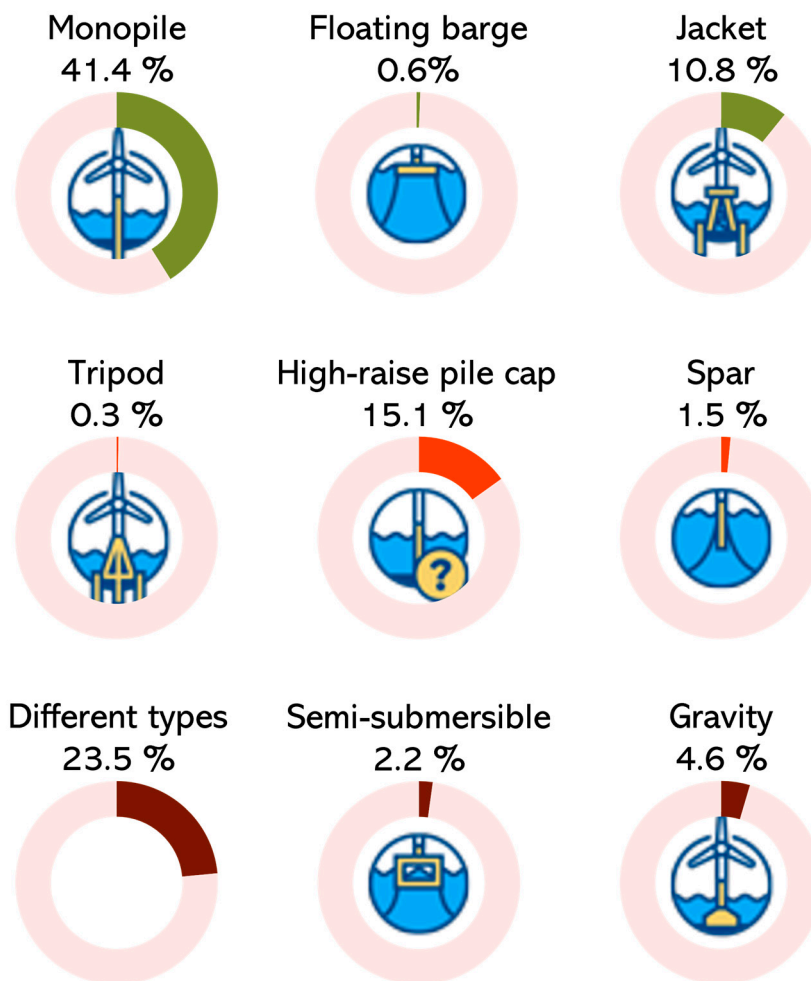 Monopile
41.4 %
Floating barge
0.6%
Jacket
10.8 %
Tripod
0.3 %
High-raise pile cap
15.1 %
?
Spar
1.5 %
Different types
23.5 %
Semi-submersible
2.2 %
Gravity
4.6 %